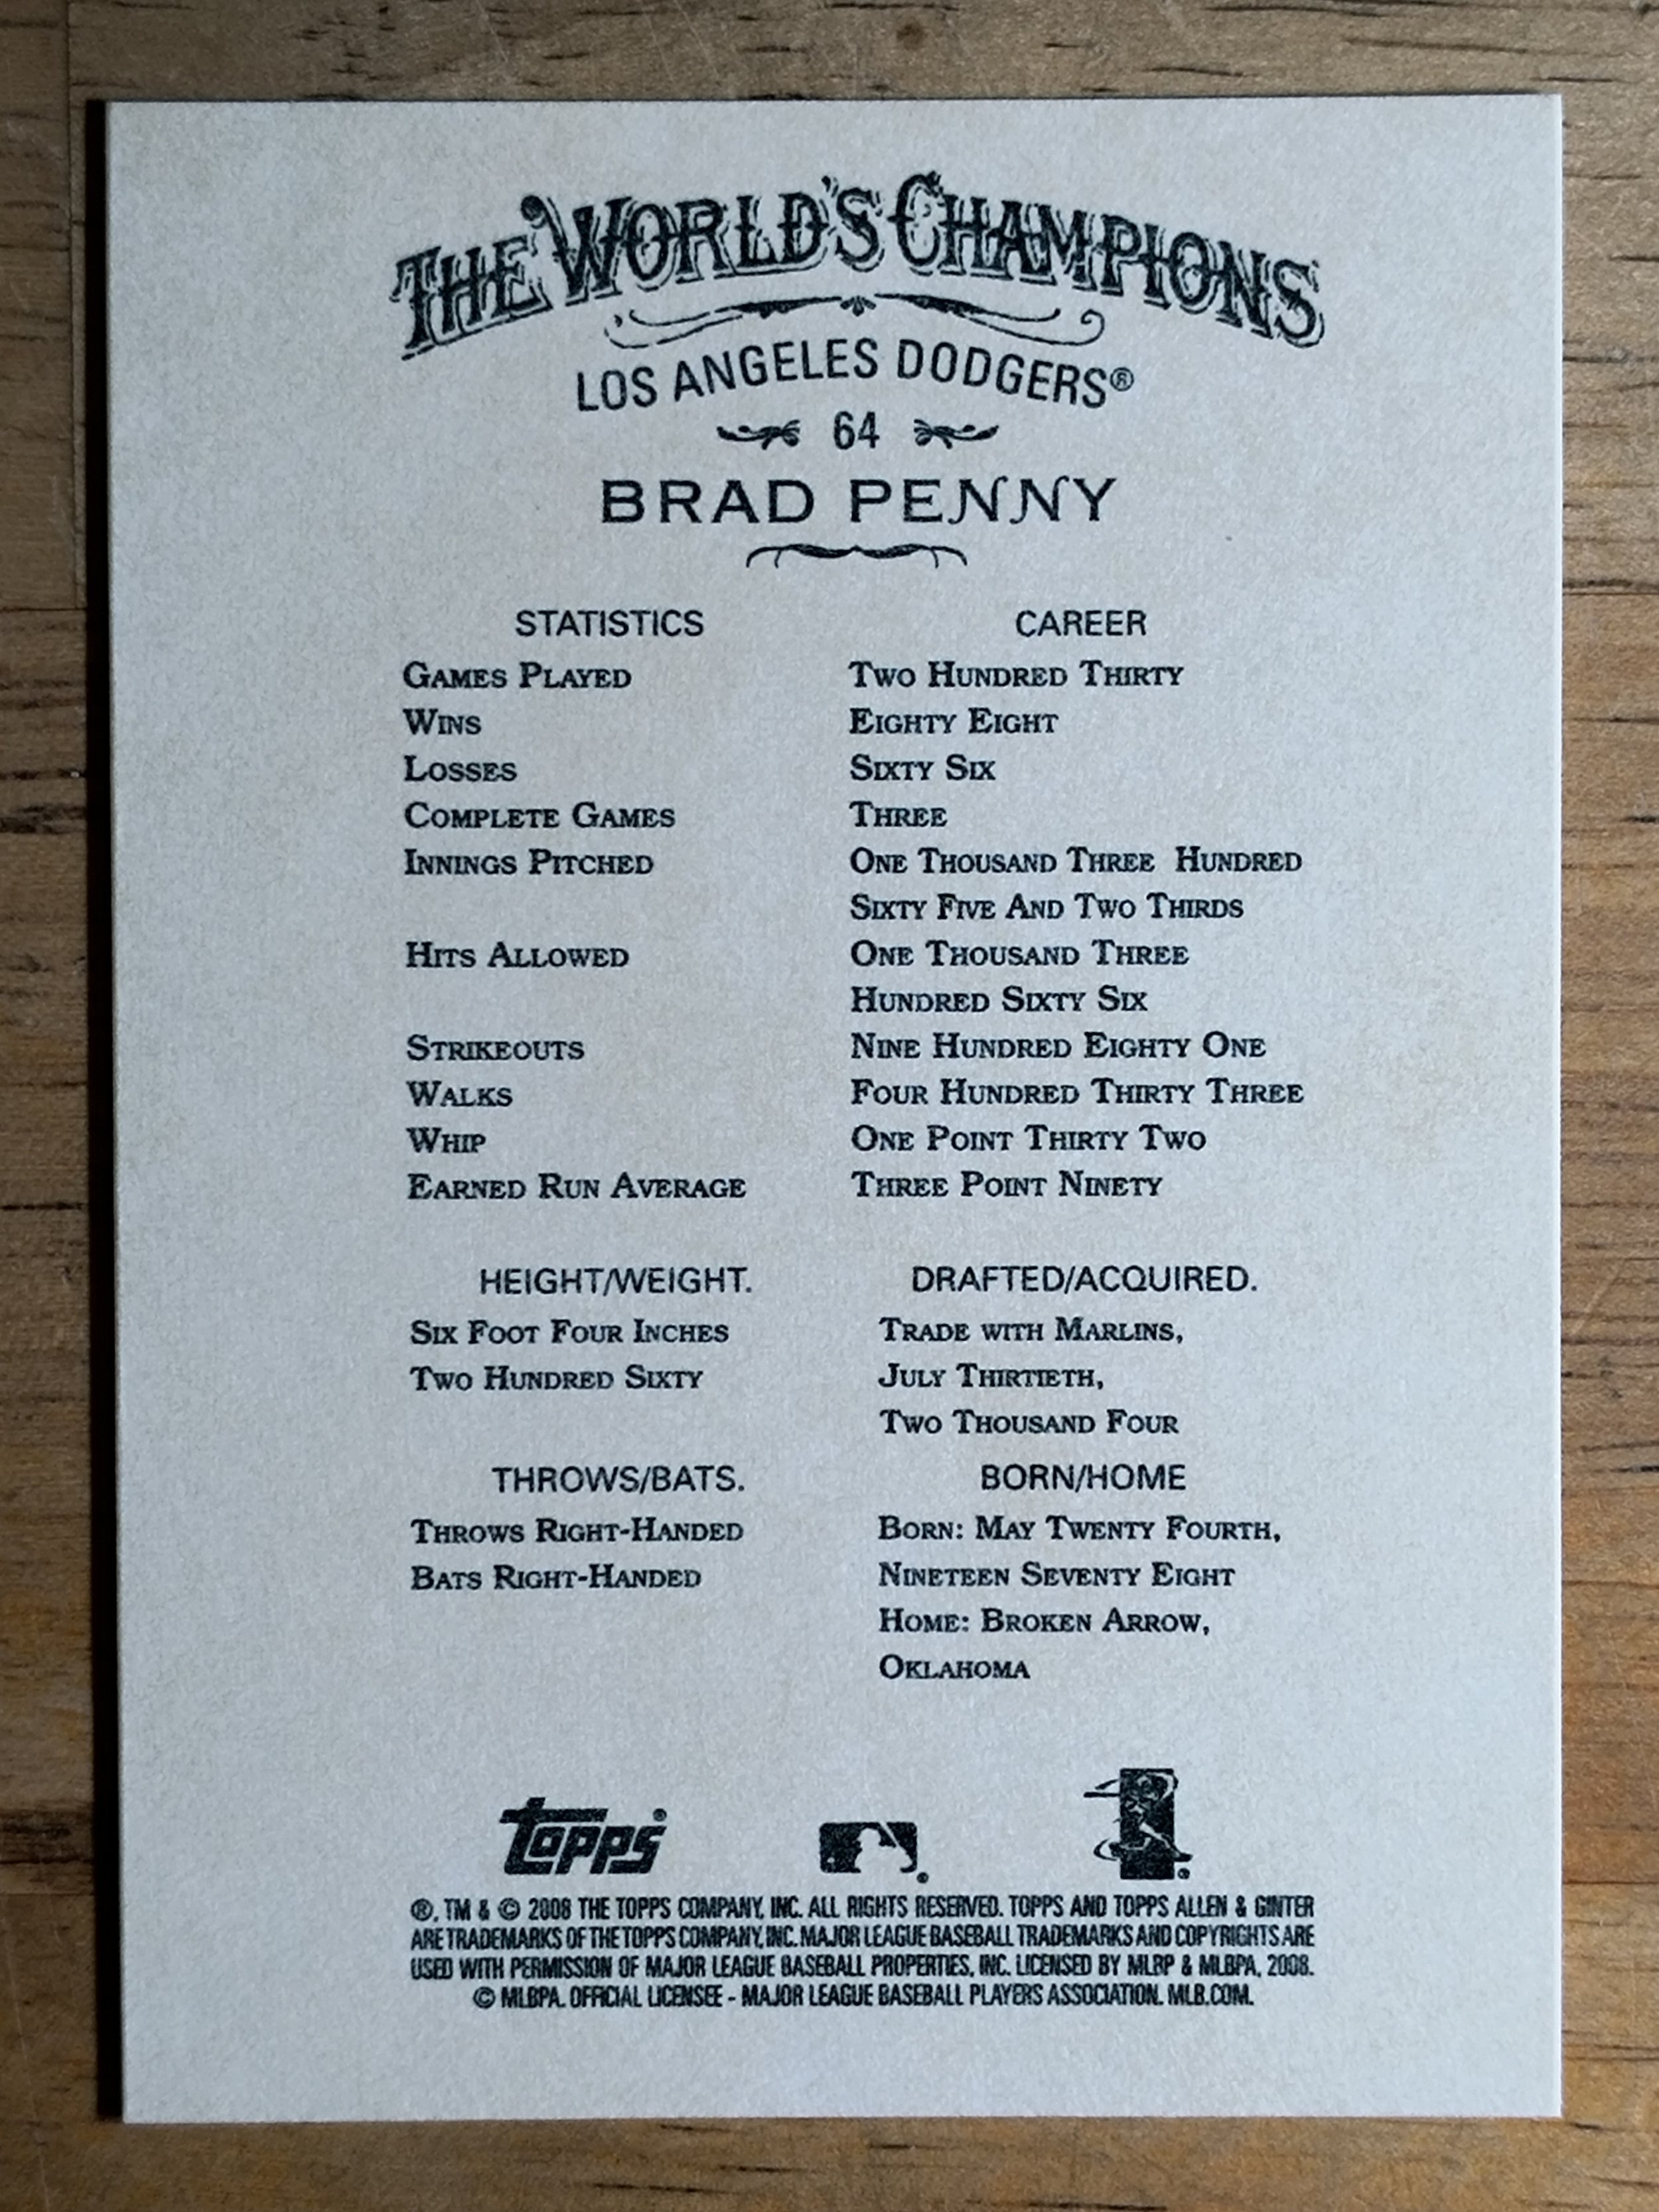 THE WORLD'S CHAMPIONS
LOS ANGELES DODGERS®
64
BRAD PENNY
STATISTICS CAREER
GAMES PLAYED TWO HUNDRED THIRTY
WINS EIGHTY EIGHT
LOSSES SIXTY SIX
COMPLETE GAMES THREE
INNINGS PITCHED ONE THOUSAND THREE HUNDRED
SIXTY FIVE AND TWO THIRDS
HITS ALLOWED ONE THOUSAND THREE
HUNDRED SIXTY SIX
STRIKEOUTS NINE HUNDRED EIGHTY ONE
WALKS FOUR HUNDRED THIRTY THREE
WHIP ONE POINT THIRTY TWO
EARNED RUN AVERAGE THREE POINT NINETY
HEIGHT/WEIGHT.
SIX FOOT FOUR INCHES
TWO HUNDRED SIXTY
DRAFTED/ACQUIRED.
TRADE WITH MARLINS,
JULY THIRTIETH,
TWO THOUSAND FOUR
THROWS/BATS.
THROWS RIGHT-HANDED
BATS RIGHT-HANDED
BORN/HOME
BORN: MAY TWENTY FOURTH,
NINETEEN SEVENTY EIGHT
HOME: BROKEN ARROW,
OKLAHOMA
topps®
®, TM & © 2008 THE TOPPS COMPANY, INC. ALL RIGHTS RESERVED. TOPPS AND TOPPS ALLEN & GINTER
ARE TRADEMARKS OF THE TOPPS COMPANY, INC. MAJOR LEAGUE BASEBALL TRADEMARKS AND COPYRIGHTS ARE
USED WITH PERMISSION OF MAJOR LEAGUE BASEBALL PROPERTIES, INC. LICENSED BY MLBP & MLBPA, 2008.
© MLBPA. OFFICIAL LICENSEE - MAJOR LEAGUE BASEBALL PLAYERS ASSOCIATION. MLB.COM.